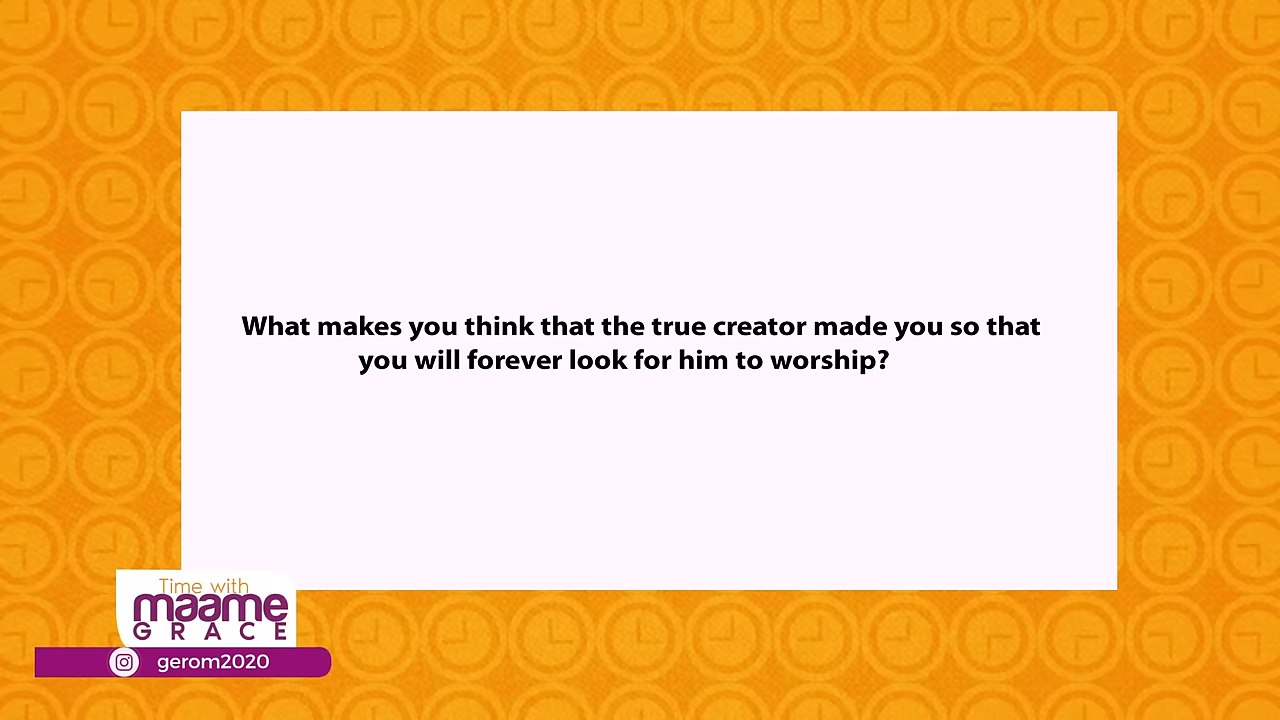 What makes you think that the true creator made you so that
you will forever look for him to worship?
Time with
maame
GRACE
gerom2020